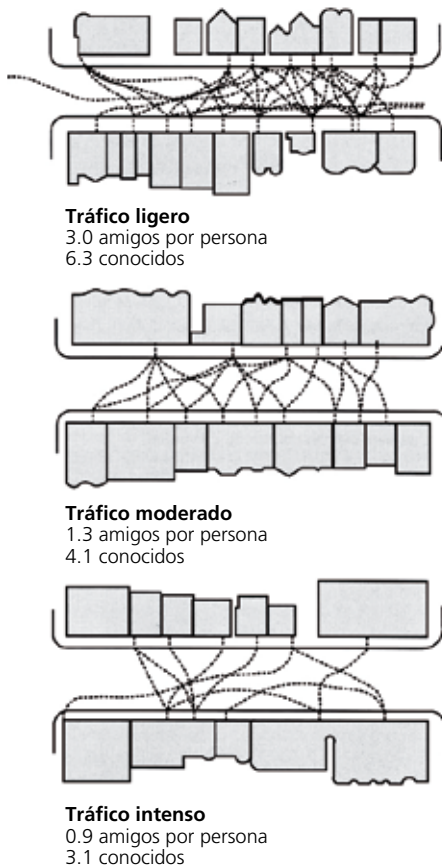 Tráfico ligero
3.0 amigos por persona
6.3 conocidos
Tráfico moderado
1.3 amigos por persona
4.1 conocidos
Tráfico intenso
0.9 amigos por persona
3.1 conocidos